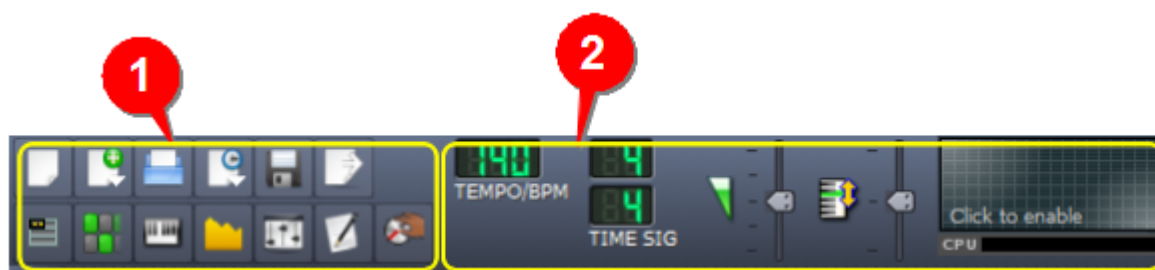 1
2
140
4
TEMPO/BPM
4
TIME SIG
Click to enable
CPU